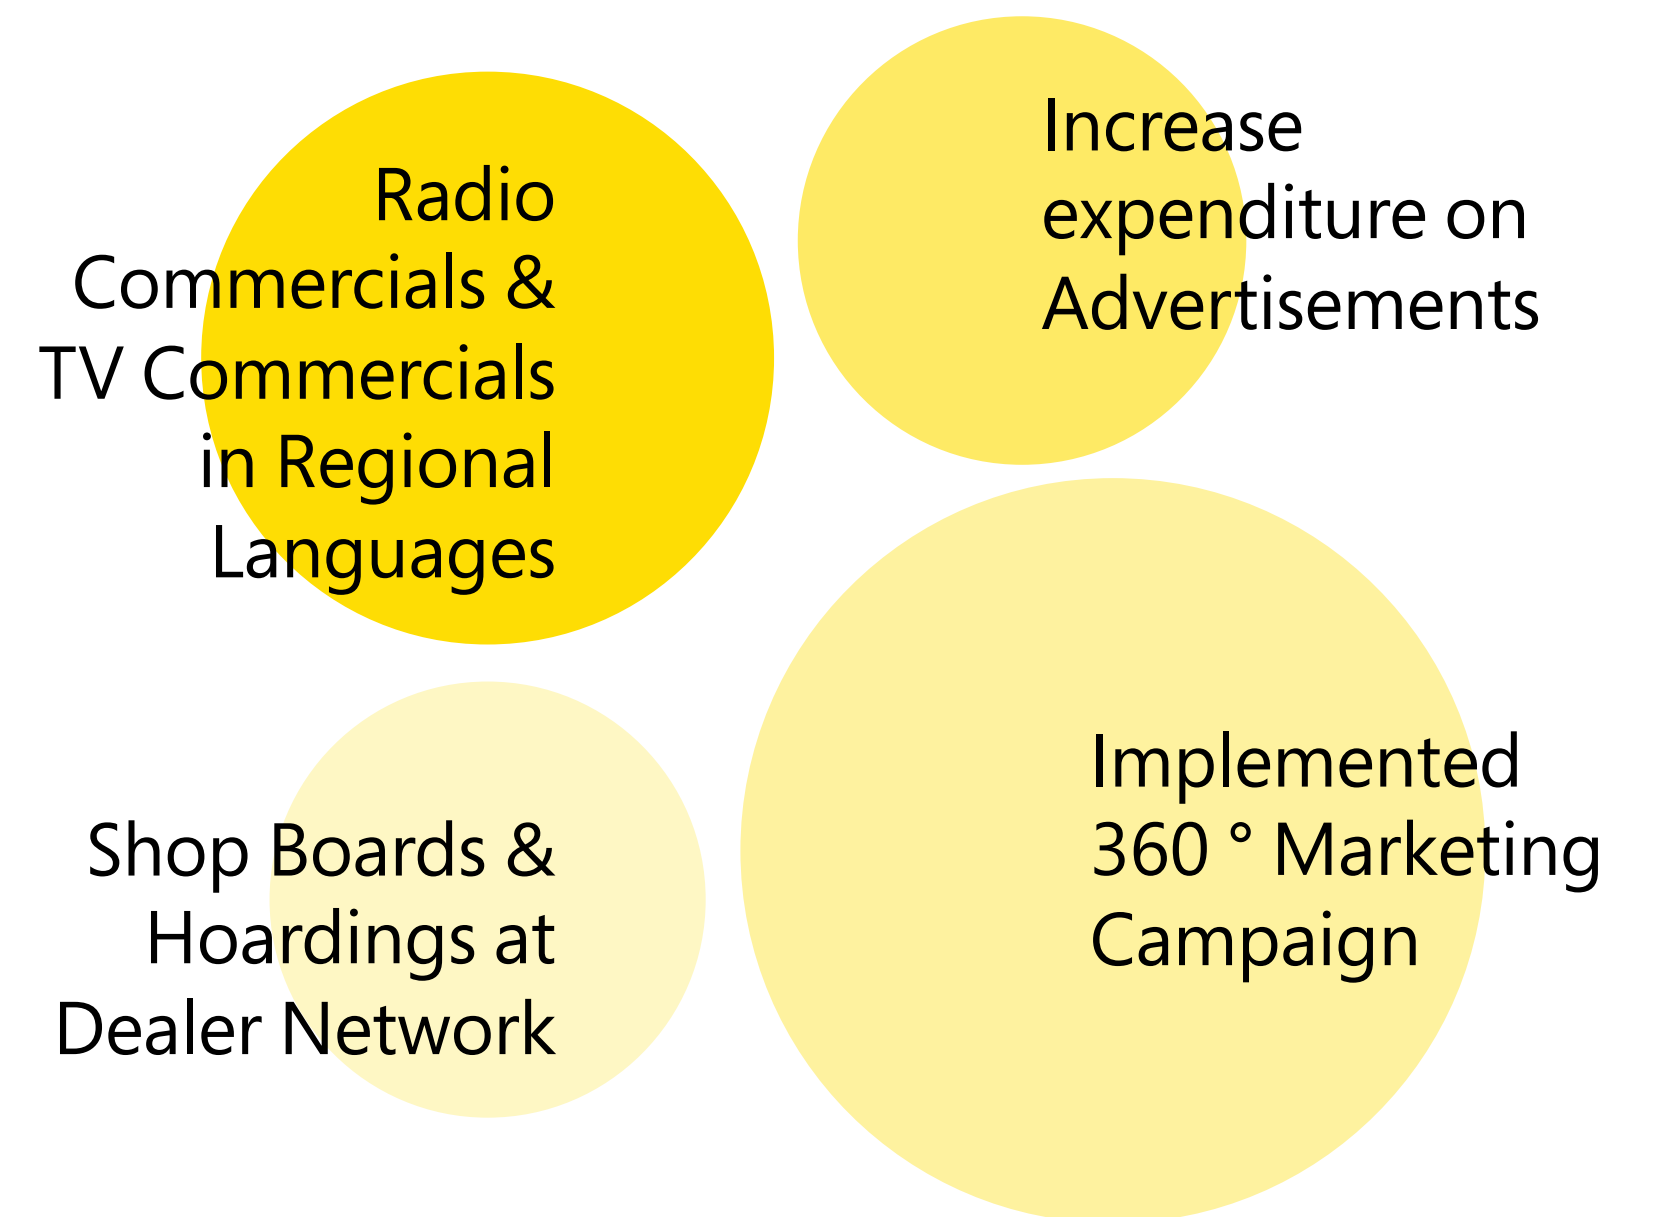 Radio
Commercials &
TV Commercials
in Regional
Languages
Increase
expenditure on
Advertisements
Shop Boards &
Hoardings at
Dealer Network
Implemented
360 ° Marketing
Campaign